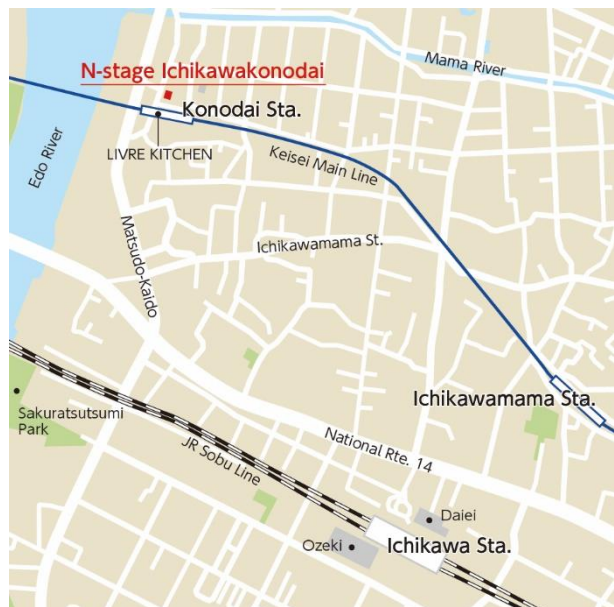 Mama River
N-stage Ichikawakonodai
Konodai Sta.
LIVRE KITCHEN
Keisei Main Line
Edo River
Matsudo-Kaido
Ichikawamama St.
Ichikawamama Sta.
Sakuratsutsumi
Park
National Rte. 14
JR Sobu Line
Daiei
Ozeki
Ichikawa Sta.